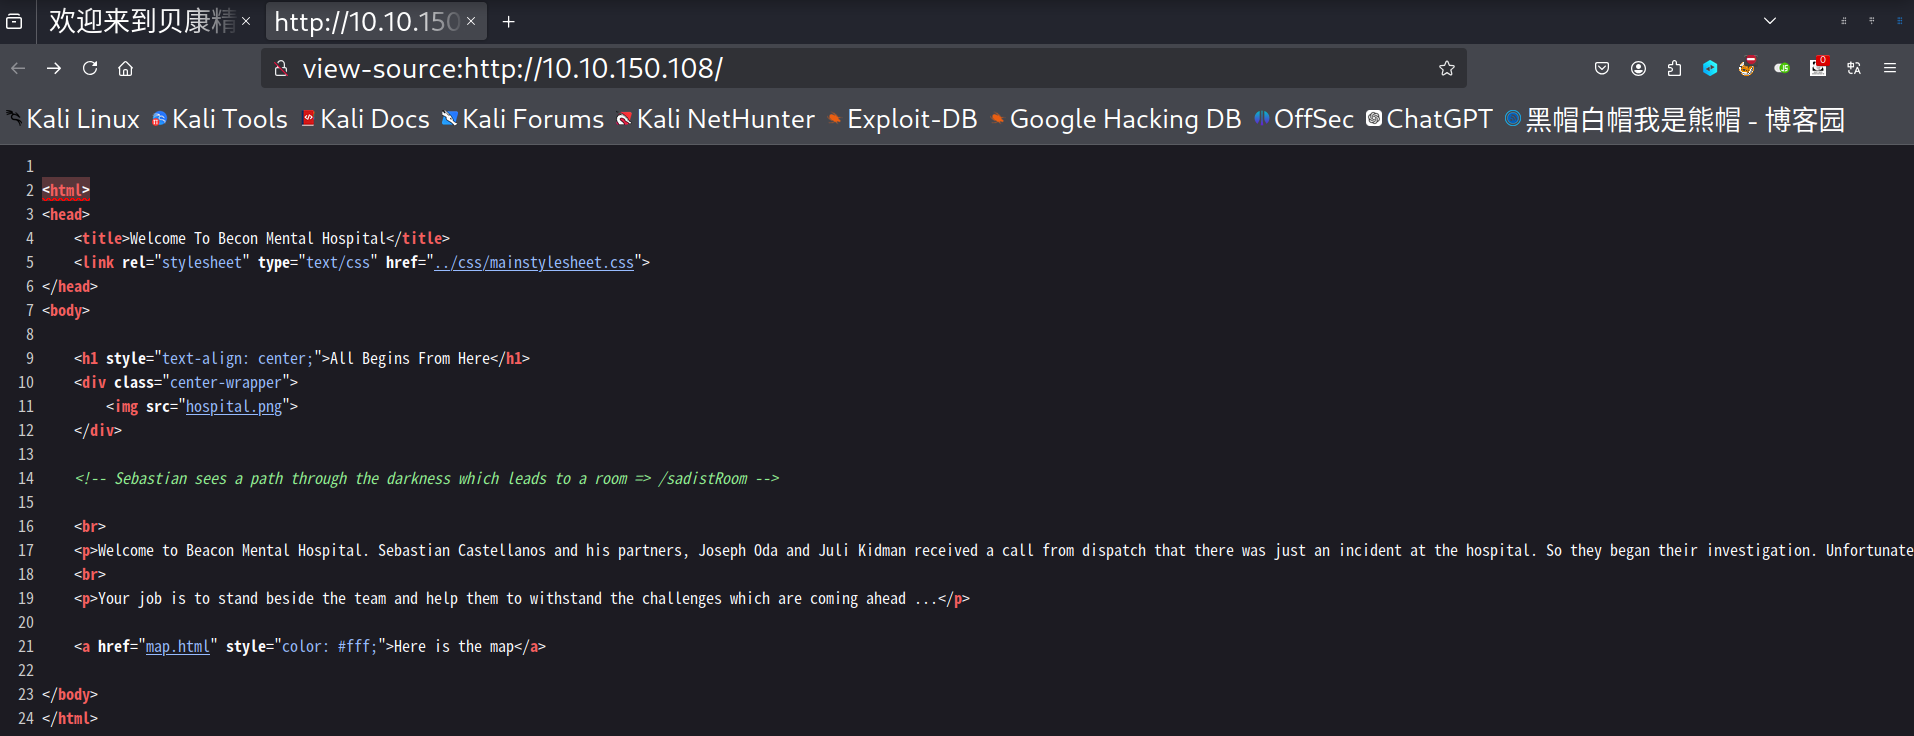 欢迎来到贝康精
http://10.10.150
view-source:http://10.10.150.108/
0
Kali Linux Kali Tools Kali Docs Kali Forums Kali NetHunter Exploit-DB Google Hacking DB OffSec ChatGPT 黑帽白帽我是熊帽 - 博客园
1
2 <html>
3 <head>
4 <title>Welcome To Becon Mental Hospital</title>
5 <link rel="stylesheet" type="text/css" href="../css/mainstylesheet.css">
6 </head>
7 <body>
8
9 <h1 style="text-align: center;">All Begins From Here</h1>
10 <div class="center-wrapper">
11 <img src="hospital.png">
12 </div>
13
14 <!-- Sebastian sees a path through the darkness which leads to a room => /sadistRoom -->
15
16 <br>
17 <p>Welcome to Beacon Mental Hospital. Sebastian Castellanos and his partners, Joseph Oda and Juli Kidman received a call from dispatch that there was just an incident at the hospital. So they began their investigation. Unfortunate
18 <br>
19 <p>Your job is to stand beside the team and help them to withstand the challenges which are coming ahead ...</p>
20
21 <a href="map.html" style="color: #fff;">Here is the map</a>
22
23 </body>
24 </html>